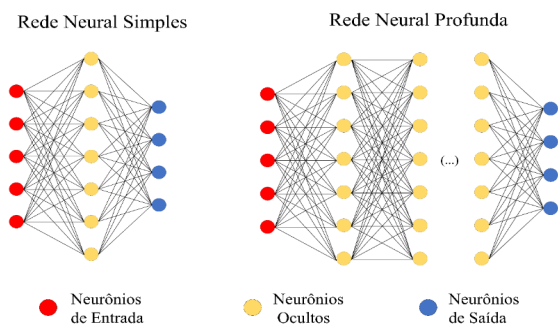 Rede Neural Simples
Rede Neural Profunda
(...)
Neurônios
de Entrada
Neurônios
Ocultos
Neurônios
de Saída